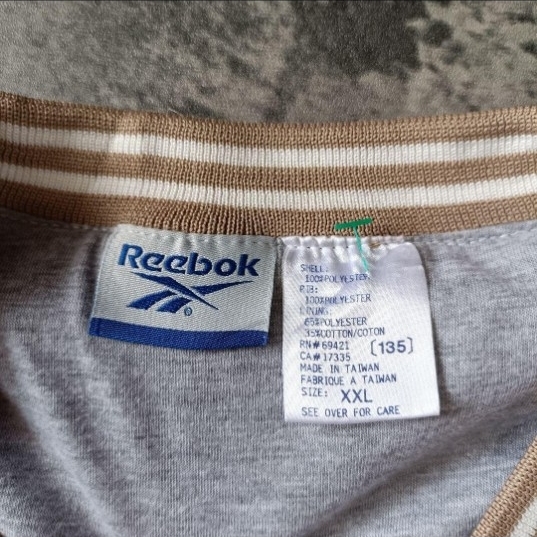 Reebok
®
SHELL:
100%POLYESTER
RIB:
100%POLYESTER
LINING:
65%POLYESTER
35%COTTON/COTON
RN# 69421 [135]
CA# 17335
MADE IN TAIWAN
FABRIQUE A TAIWAN
SIZE: XXL
SEE OVER FOR CARE